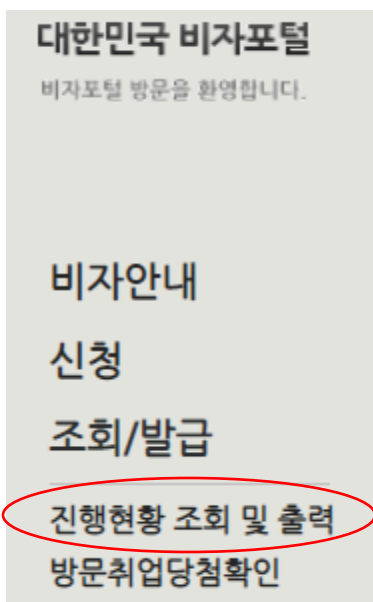 대한민국 비자포털
비자포털 방문을 환영합니다.
비자안내
신청
조회/발급
진행현황 조회 및 출력
방문취업당첨확인